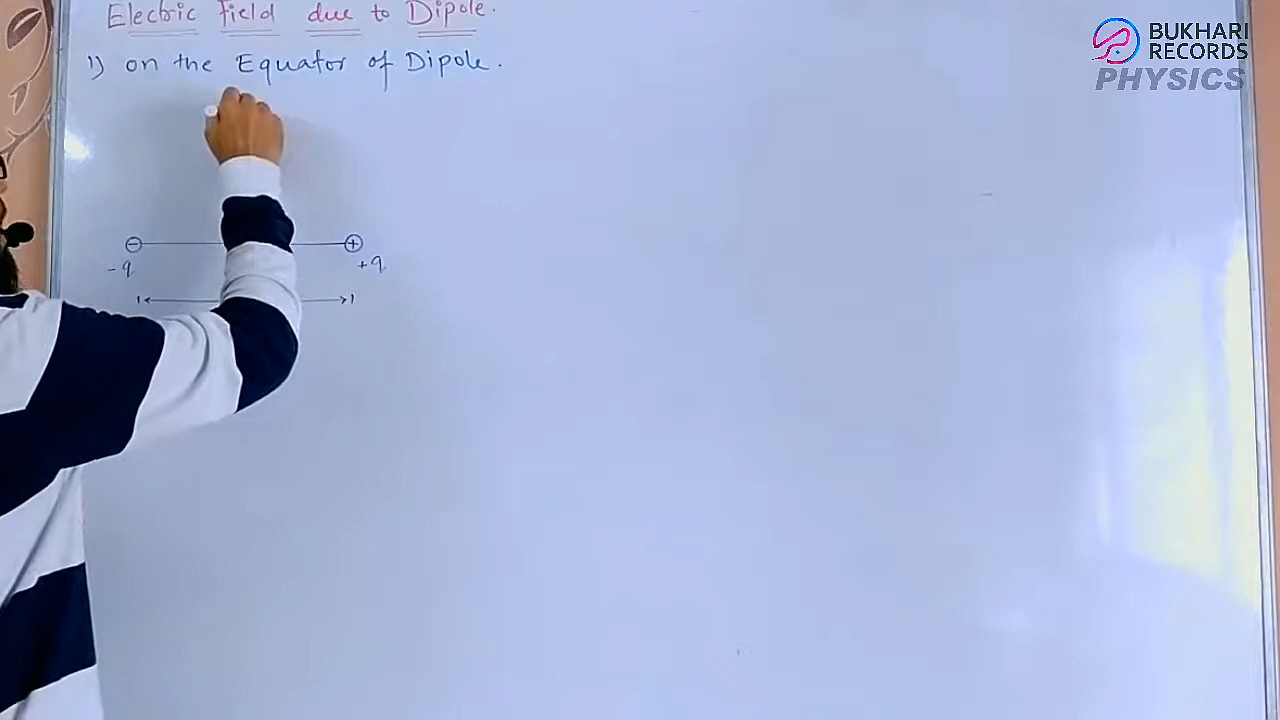 Electric field due to Dipole.
1) on the Equator of Dipole.
− +
-q +q
BUKHARI
RECORDS
PHYSICS